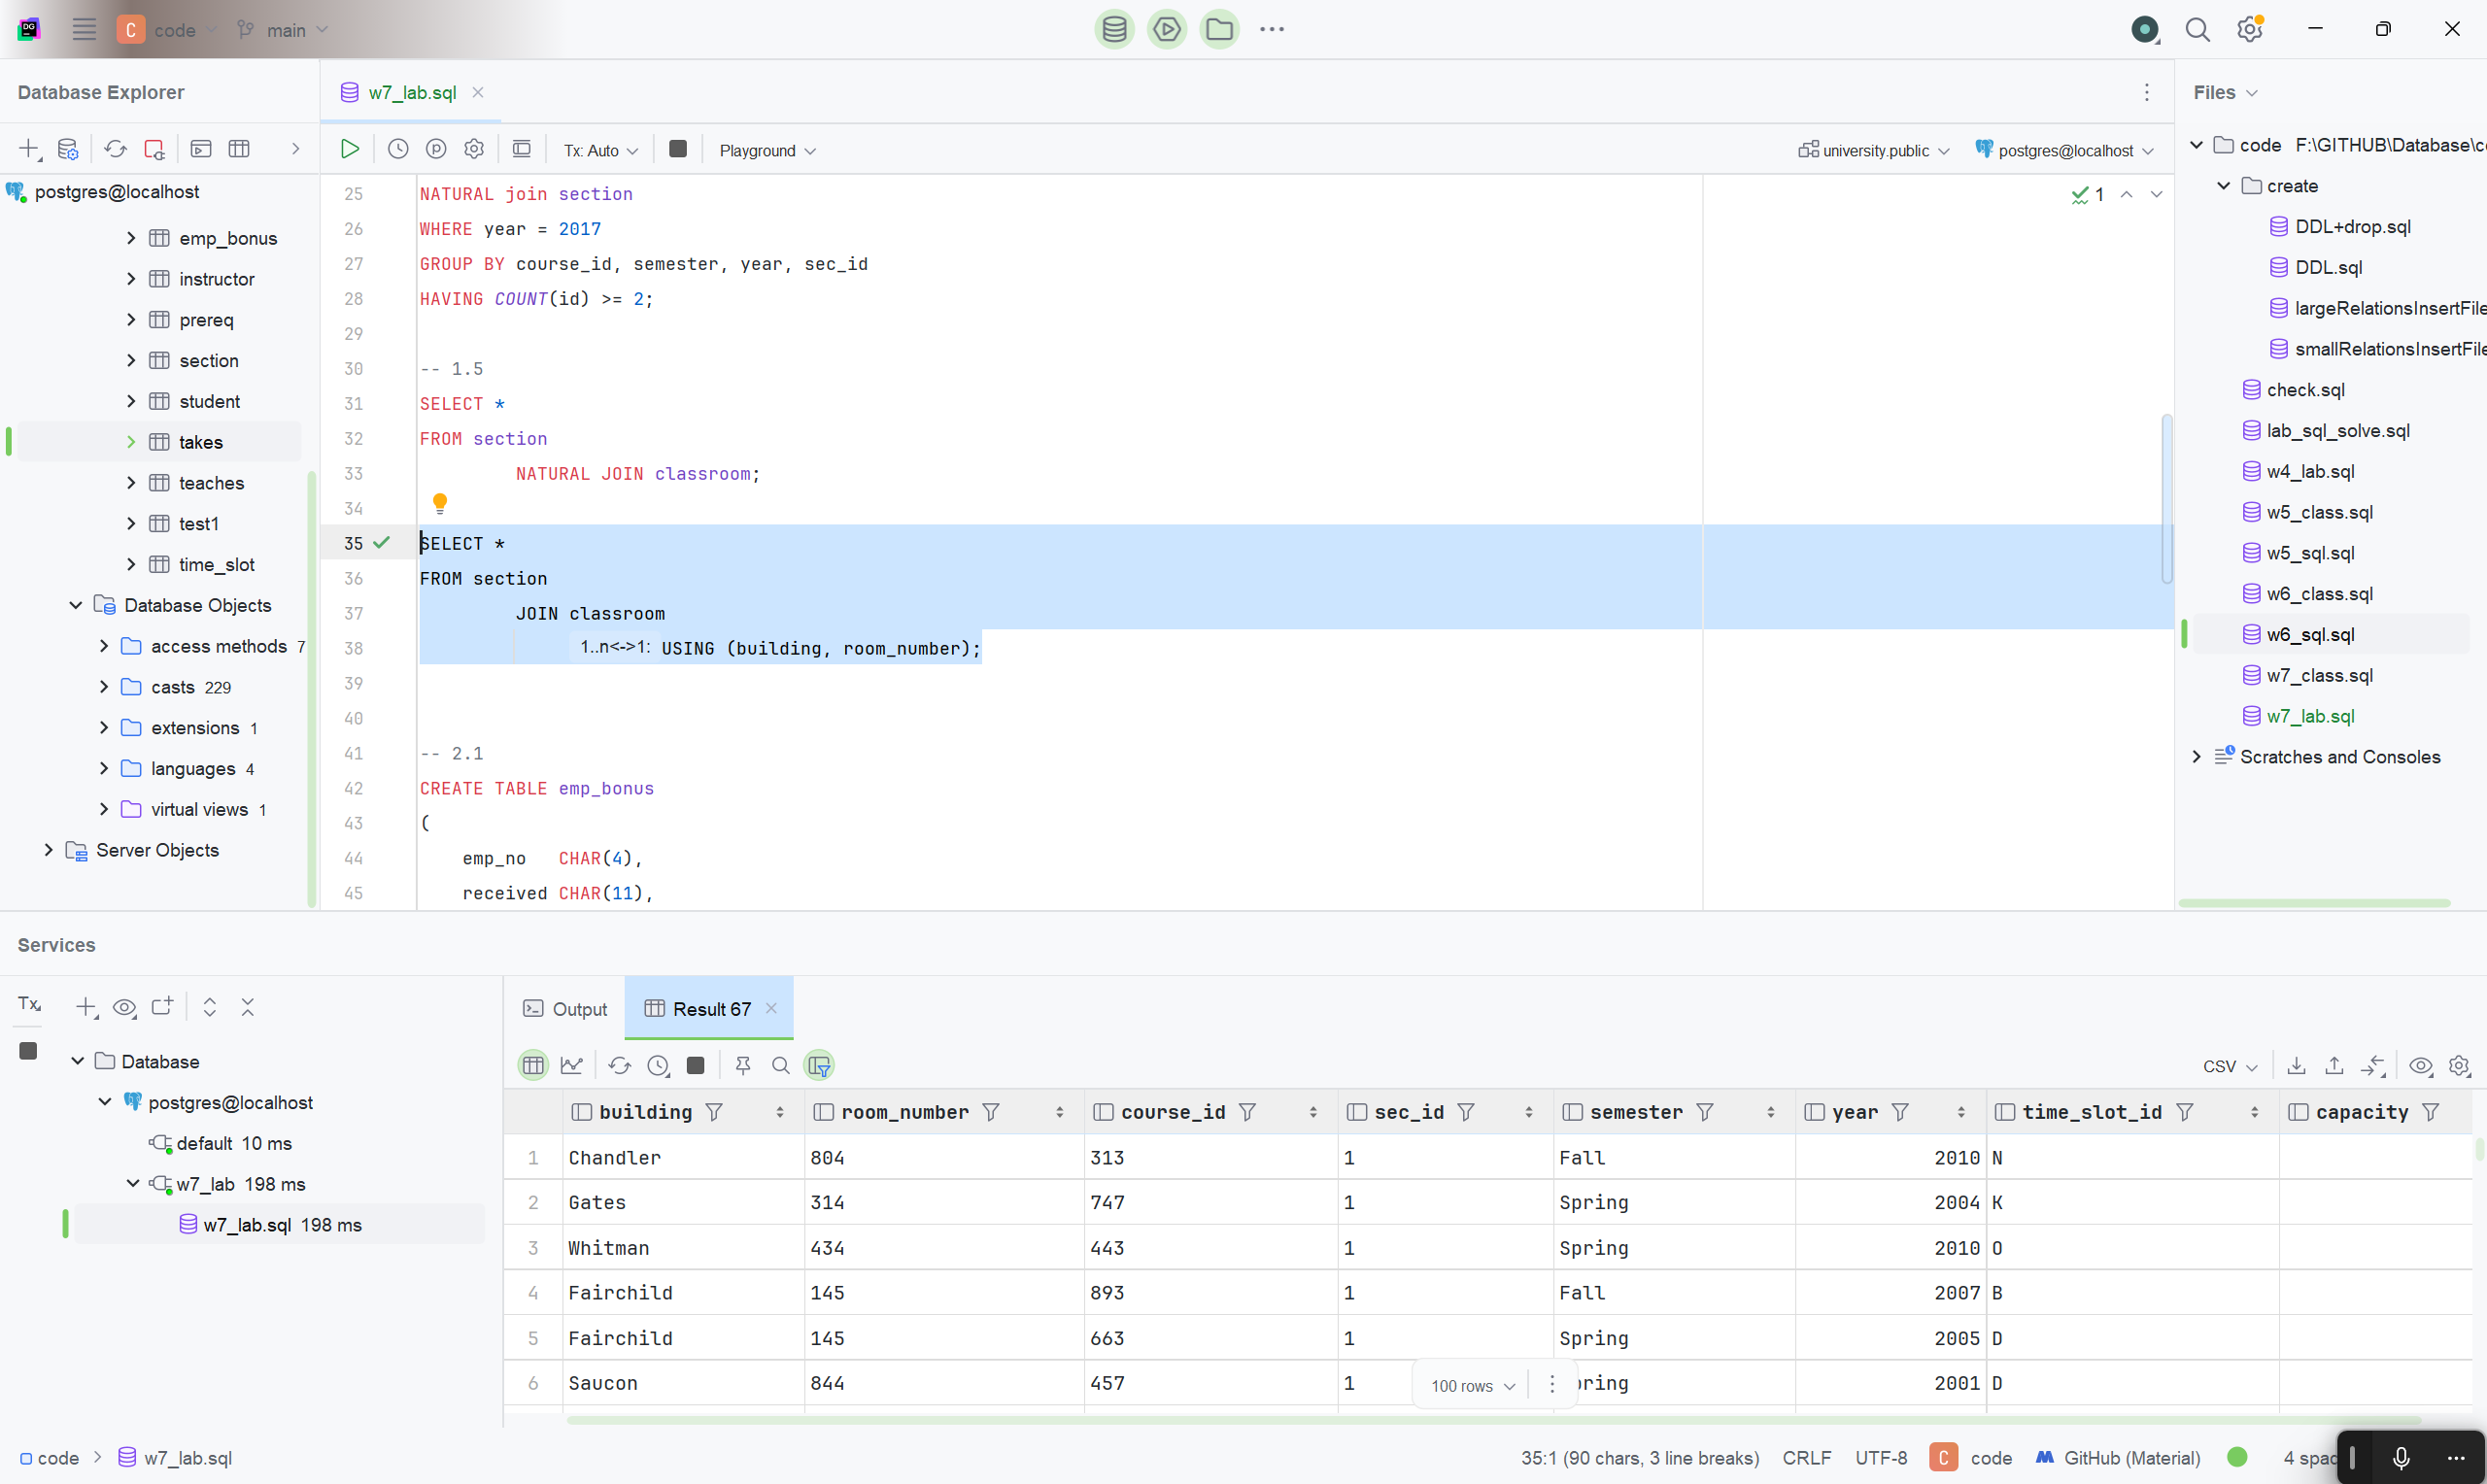 DG
C code main
Database Explorer
w7_lab.sql
Files
Tx: Auto
Playground
university.public
postgres@localhost
postgres@localhost
emp_bonus
instructor
prereq
section
student
takes
teaches
test1
time_slot
Database Objects
access methods 7
casts 229
extensions 1
languages 4
virtual views 1
Server Objects
25 NATURAL join section
26 WHERE year = 2017
27 GROUP BY course_id, semester, year, sec_id
28 HAVING COUNT(id) >= 2;
29
30 -- 1.5
31 SELECT *
32 FROM section
33 NATURAL JOIN classroom;
34
35 SELECT *
36 FROM section
37 JOIN classroom
38 1..n<->1: USING (building, room_number);
39
40
41 -- 2.1
42 CREATE TABLE emp_bonus
43 (
44 emp_no CHAR(4),
45 received CHAR(11),
1
code F:\GITHUB\Database\c
create
DDL+drop.sql
DDL.sql
largeRelationsInsertFile
smallRelationsInsertFile
check.sql
lab_sql_solve.sql
w4_lab.sql
w5_class.sql
w5_sql.sql
w6_class.sql
w6_sql.sql
w7_class.sql
w7_lab.sql
Scratches and Consoles
Services
Tx
Database
postgres@localhost
default 10 ms
w7_lab 198 ms
w7_lab.sql 198 ms
Output
Result 67
CSV
building room_number course_id sec_id semester year time_slot_id capacity
1 Chandler 804 313 1 Fall 2010 N
2 Gates 314 747 1 Spring 2004 K
3 Whitman 434 443 1 Spring 2010 O
4 Fairchild 145 893 1 Fall 2007 B
5 Fairchild 145 663 1 Spring 2005 D
6 Saucon 844 457 1 pring 2001 D
100 rows
code w7_lab.sql
35:1 (90 chars, 3 line breaks) CRLF UTF-8 C code GitHub (Material) 4 spac